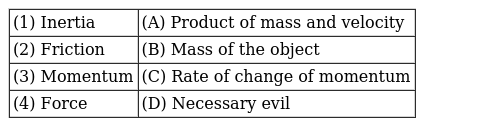 (1) Inertia (A) Product of mass and velocity
(2) Friction (B) Mass of the object
(3) Momentum (C) Rate of change of momentum
(4) Force (D) Necessary evil